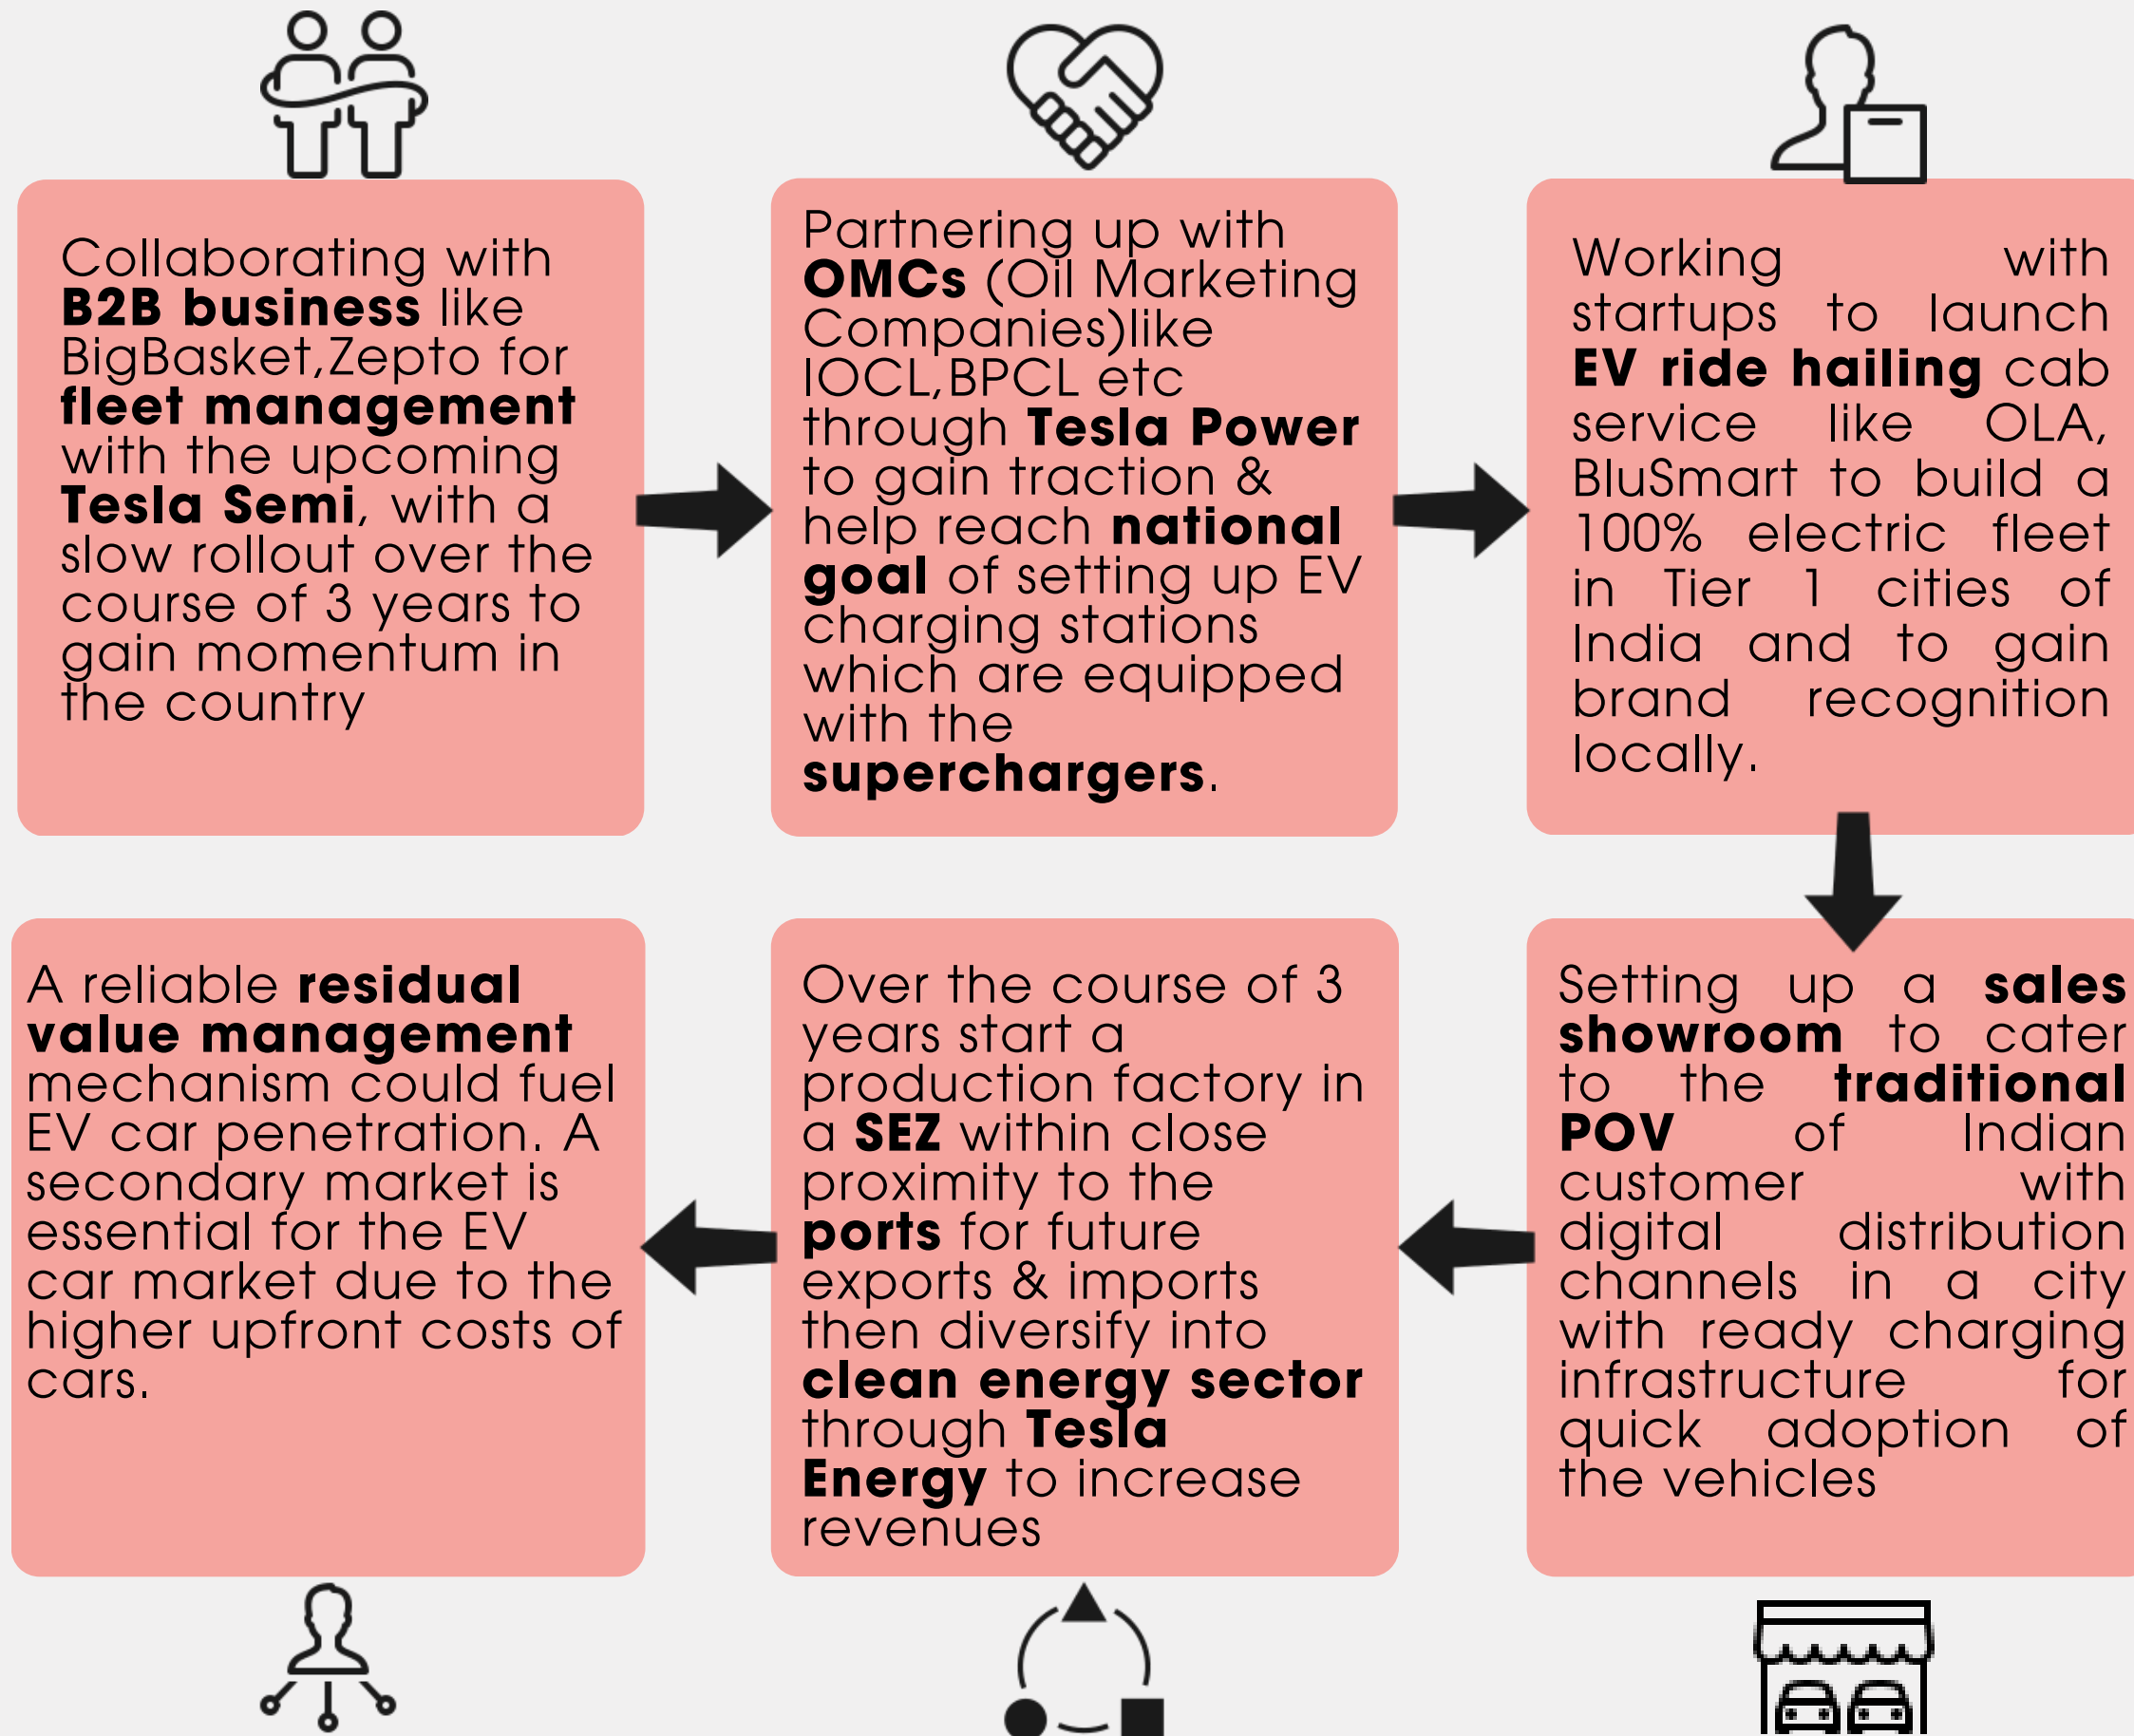 Collaborating with
B2B business like
BigBasket,Zepto for
fleet management
with the upcoming
Tesla Semi, with a
slow rollout over the
course of 3 years to
gain momentum in
the country
Partnering up with
OMCs (Oil Marketing
Companies)like
IOCL,BPCL etc
through Tesla Power
to gain traction &
help reach national
goal of setting up EV
charging stations
which are equipped
with the
superchargers.
Working with
startups to launch
EV ride hailing cab
service like OLA,
BluSmart to build a
100% electric fleet
in Tier 1 cities of
India and to gain
brand recognition
locally.
Setting up a sales
showroom to cater
to the traditional
POV of Indian
customer with
digital distribution
channels in a city
with ready charging
infrastructure for
quick adoption of
the vehicles
Over the course of 3
years start a
production factory in
a SEZ within close
proximity to the
ports for future
exports & imports
then diversify into
clean energy sector
through Tesla
Energy to increase
revenues
A reliable residual
value management
mechanism could fuel
EV car penetration. A
secondary market is
essential for the EV
car market due to the
higher upfront costs of
cars.